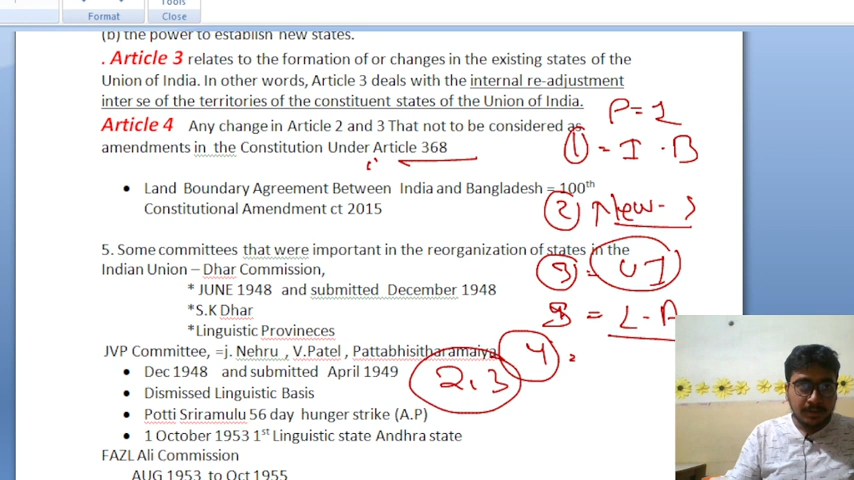 Tools
Format
Close
(b) the power to establish new states.
. Article 3 relates to the formation of or changes in the existing states of the
Union of India. In other words, Article 3 deals with the internal re-adjustment
inter se of the territories of the constituent states of the Union of India.
Article 4 Any change in Article 2 and 3 That not to be considered as
amendments in the Constitution Under Article 368
P=1
1 = I · B
• Land Boundary Agreement Between India and Bangladesh = 100th
Constitutional Amendment ct 2015
2 New- S
5. Some committees that were important in the reorganization of states in the
Indian Union – Dhar Commission,
3 = U I
* JUNE 1948 and submitted December 1948
*S.K Dhar
*Linguistic Provineces
JVP Committee, =j. Nehru , V.Patel , Pattabhisitharamaiya
4 =
2,3
• Dec 1948 and submitted April 1949
• Dismissed Linguistic Basis
• Potti Sriramulu 56 day hunger strike (A.P)
• 1 October 1953 1st Linguistic state Andhra state
FAZL Ali Commission
AUG 1953 to Oct 1955